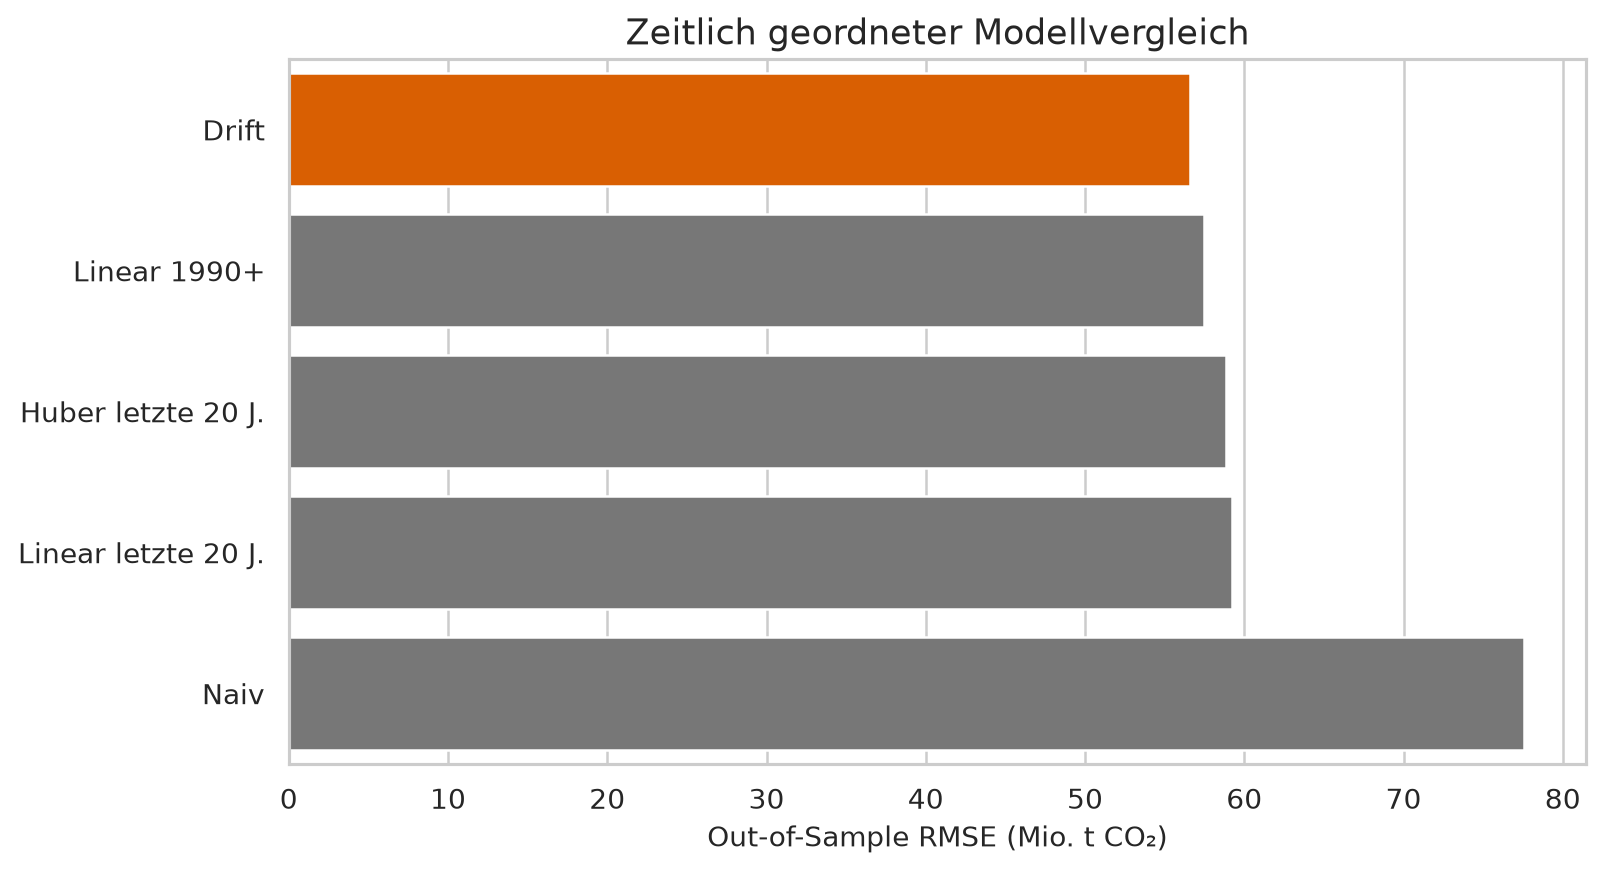 Zeitlich geordneter Modellvergleich
Drift
Linear 1990+
Huber letzte 20 J.
Linear letzte 20 J.
Naiv
0 10 20 30 40 50 60 70 80
Out-of-Sample RMSE (Mio. t CO₂)